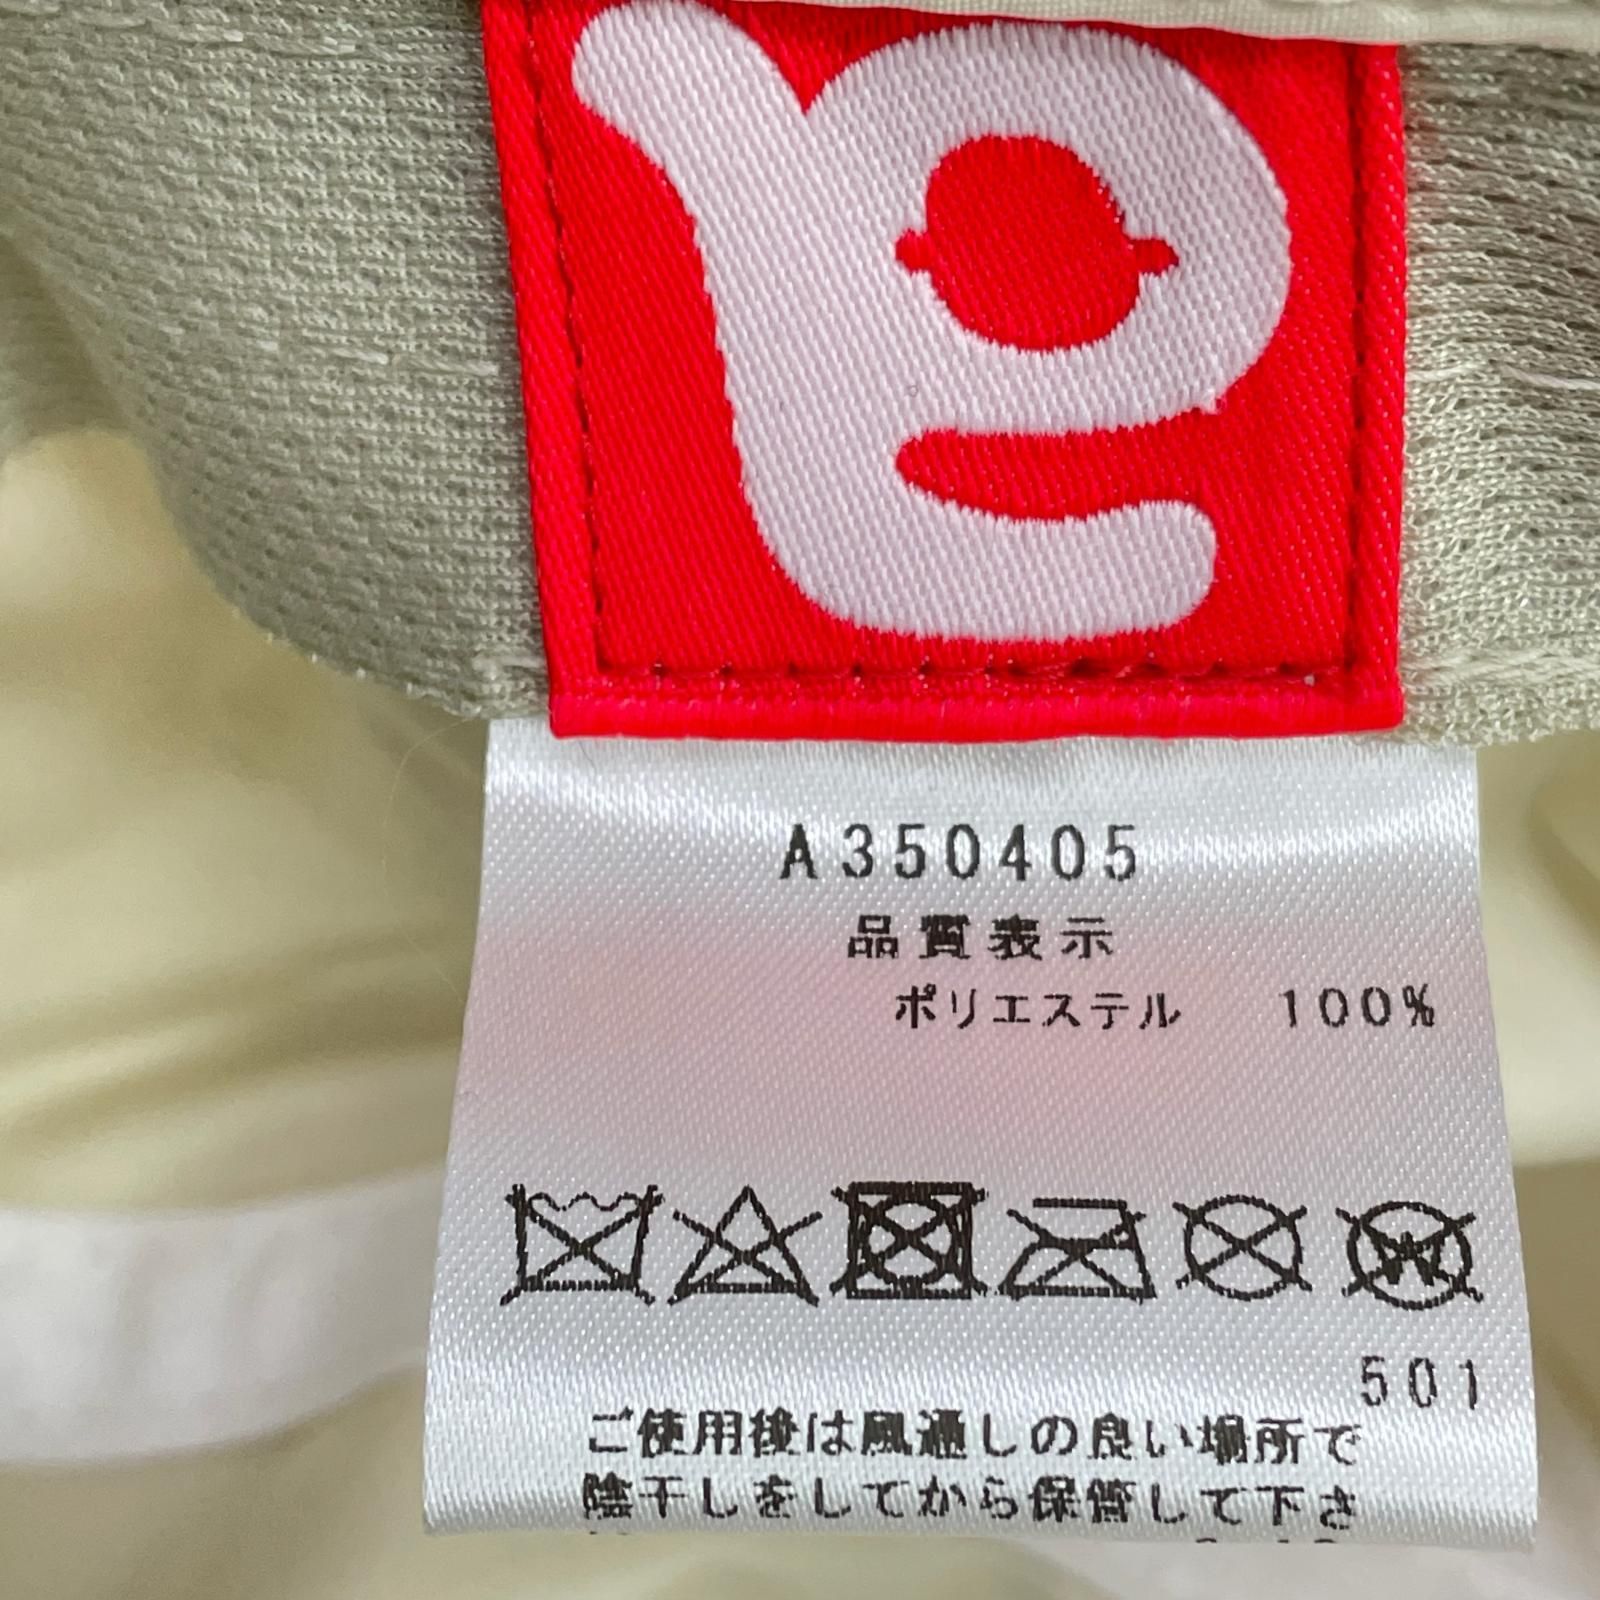 A350405
品質表示
ポリエステル 100%
501
ご使用後は風通しの良い場所で
陰干しをしてから保管して下さ